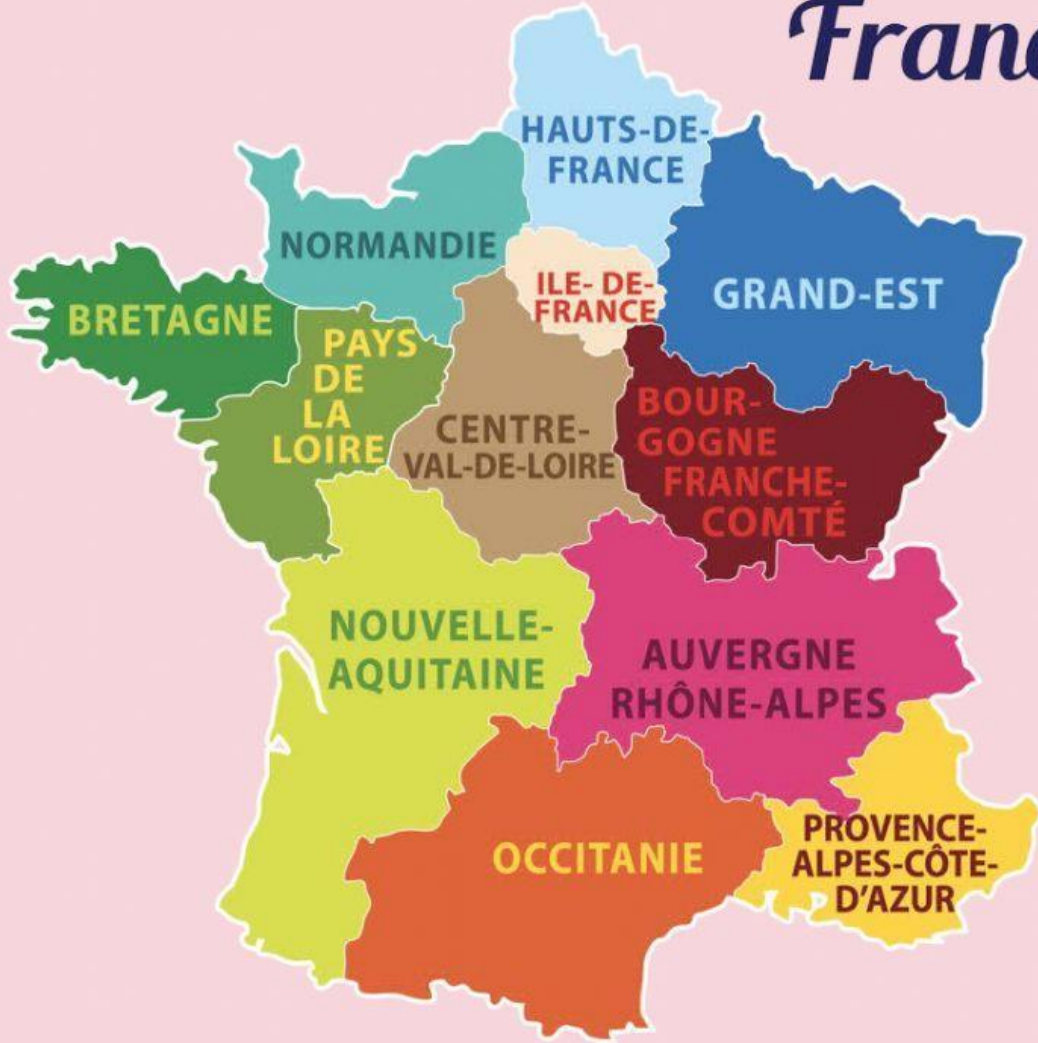 Franc
HAUTS-DE-
FRANCE
NORMANDIE
ILE- DE-
FRANCE
GRAND-EST
BRETAGNE
PAYS
DE
LA
LOIRE
CENTRE-
VAL-DE-LOIRE
BOUR-
GOGNE
FRANCHE-
COMTÉ
NOUVELLE-
AQUITAINE
AUVERGNE
RHÔNE-ALPES
OCCITANIE
PROVENCE-
ALPES-CÔTE-
D'AZUR